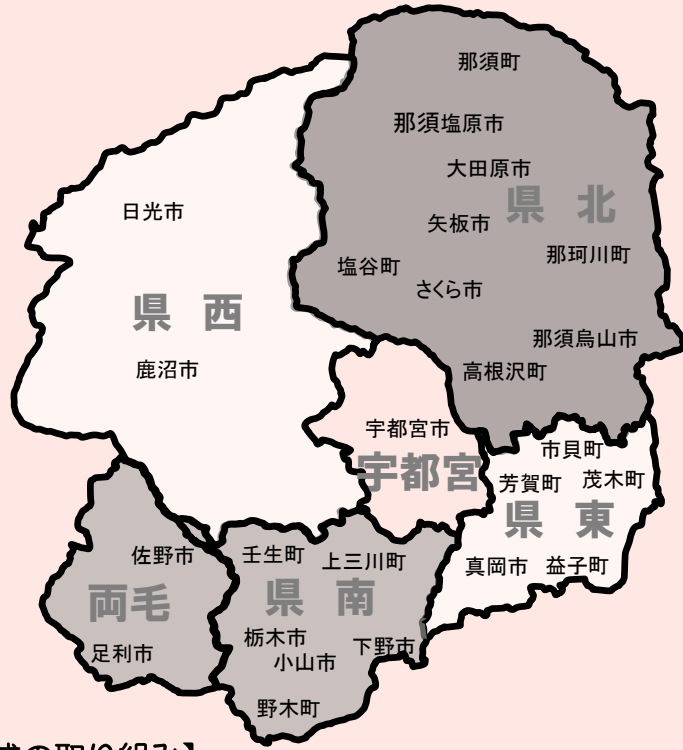 那須町
那須塩原市
大田原市
県 北
矢板市
那珂川町
塩谷町
さくら市
那須烏山市
高根沢町
日光市
県 西
鹿沼市
宇都宮市
宇都宮
市貝町
芳賀町
茂木町
県 東
真岡市
益子町
佐野市
両毛
足利市
壬生町
上三川町
県 南
栃木市
下野市
小山市
野木町
の取り組み】